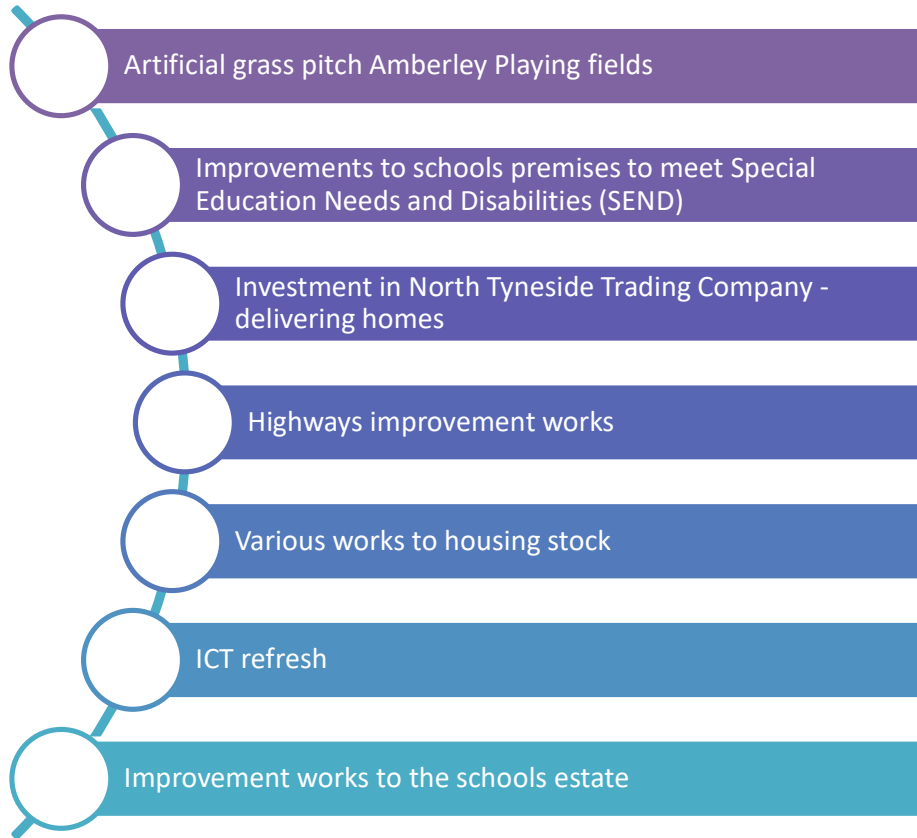 Artificial grass pitch Amberley Playing fields
Improvements to schools premises to meet Special
Education Needs and Disabilities (SEND)
Investment in North Tyneside Trading Company -
delivering homes
Highways improvement works
Various works to housing stock
ICT refresh
Improvement works to the schools estate